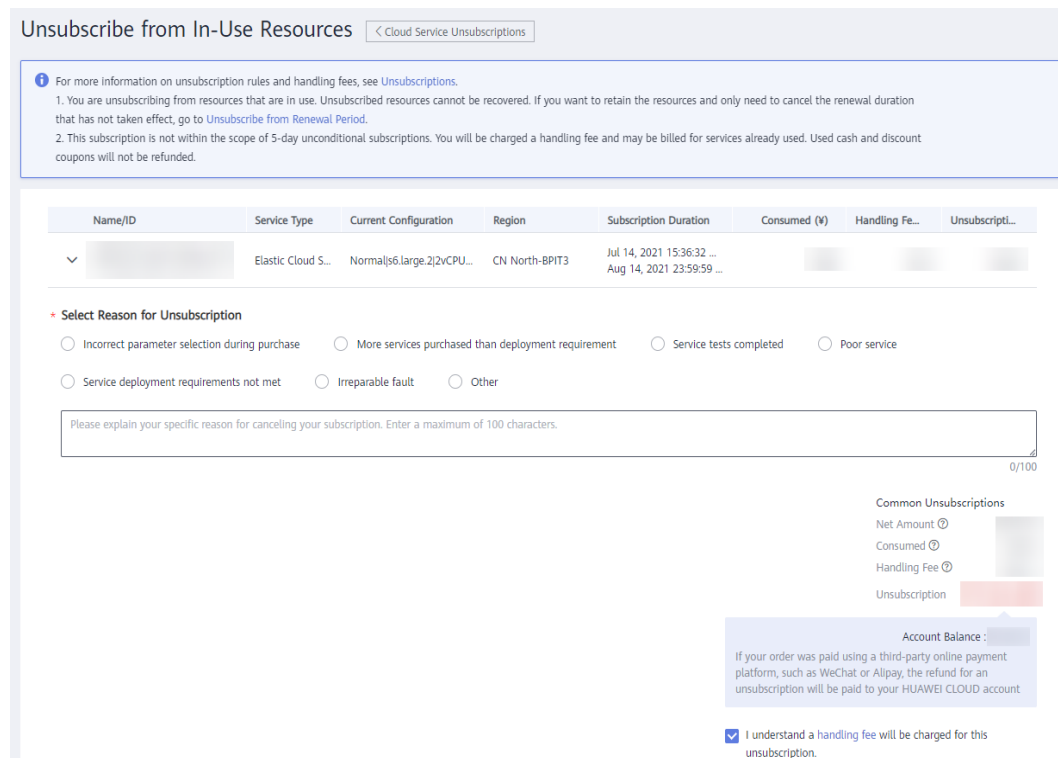 Unsubscribe from In-Use Resources
< Cloud Service Unsubscriptions
For more information on unsubscription rules and handling fees, see Unsubscriptions.
1. You are unsubscribing from resources that are in use. Unsubscribed resources cannot be recovered. If you want to retain the resources and only need to cancel the renewal duration
that has not taken effect, go to Unsubscribe from Renewal Period.
2. This subscription is not within the scope of 5-day unconditional subscriptions. You will be charged a handling fee and may be billed for services already used. Used cash and discount
coupons will not be refunded.
Name/ID Service Type Current Configuration Region Subscription Duration Consumed (¥) Handling Fe... Unsubscripti...
Elastic Cloud S... Normal|s6.large.2|2vCPU... CN North-BPIT3 Jul 14, 2021 15:36:32 ...
Aug 14, 2021 23:59:59 ...
* Select Reason for Unsubscription
Incorrect parameter selection during purchase More services purchased than deployment requirement Service tests completed Poor service
Service deployment requirements not met Irreparable fault Other
Please explain your specific reason for canceling your subscription. Enter a maximum of 100 characters.
0/100
Common Unsubscriptions
Net Amount
Consumed
Handling Fee
Unsubscription
Account Balance :
If your order was paid using a third-party online payment
platform, such as WeChat or Alipay, the refund for an
unsubscription will be paid to your HUAWEI CLOUD account
I understand a handling fee will be charged for this
unsubscription.